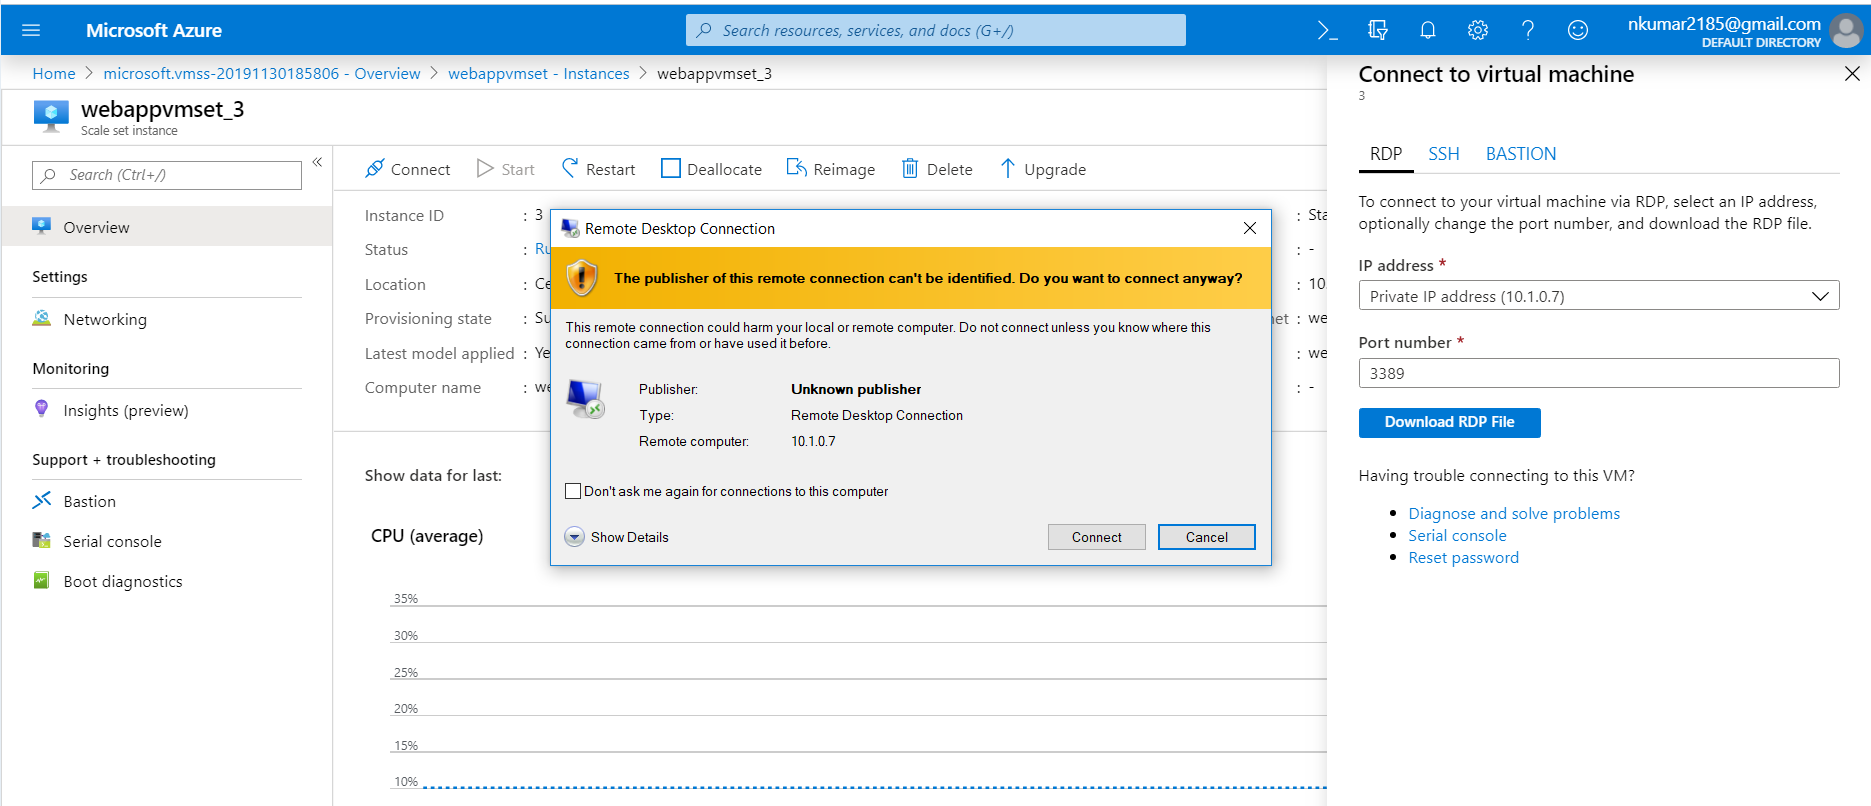 Microsoft Azure
Search resources, services, and docs (G+/)
nkumar2185@gmail.com
DEFAULT DIRECTORY
Home > microsoft.vmss-20191130185806 - Overview > webappvmset - Instances > webappvmset_3
webappvmset_3
Scale set instance
Search (Ctrl+/)
Overview
Settings
Networking
Monitoring
Insights (preview)
Support + troubleshooting
Bastion
Serial console
Boot diagnostics
Connect Start Restart Deallocate Reimage Delete Upgrade
Instance ID : 3 : Sta
Status : Ru : -
Location : Ce : 10
Provisioning state : Su et : we
Latest model applied : Ye : we
Computer name : we : -
Show data for last:
CPU (average)
35%
30%
25%
20%
15%
10%
Remote Desktop Connection
The publisher of this remote connection can't be identified. Do you want to connect anyway?
This remote connection could harm your local or remote computer. Do not connect unless you know where this
connection came from or have used it before.
Publisher: Unknown publisher
Type: Remote Desktop Connection
Remote computer: 10.1.0.7
Don't ask me again for connections to this computer
Show Details
Connect Cancel
Connect to virtual machine
3
RDP SSH BASTION
To connect to your virtual machine via RDP, select an IP address,
optionally change the port number, and download the RDP file.
IP address *
Private IP address (10.1.0.7)
Port number *
3389
Download RDP File
Having trouble connecting to this VM?
• Diagnose and solve problems
• Serial console
• Reset password